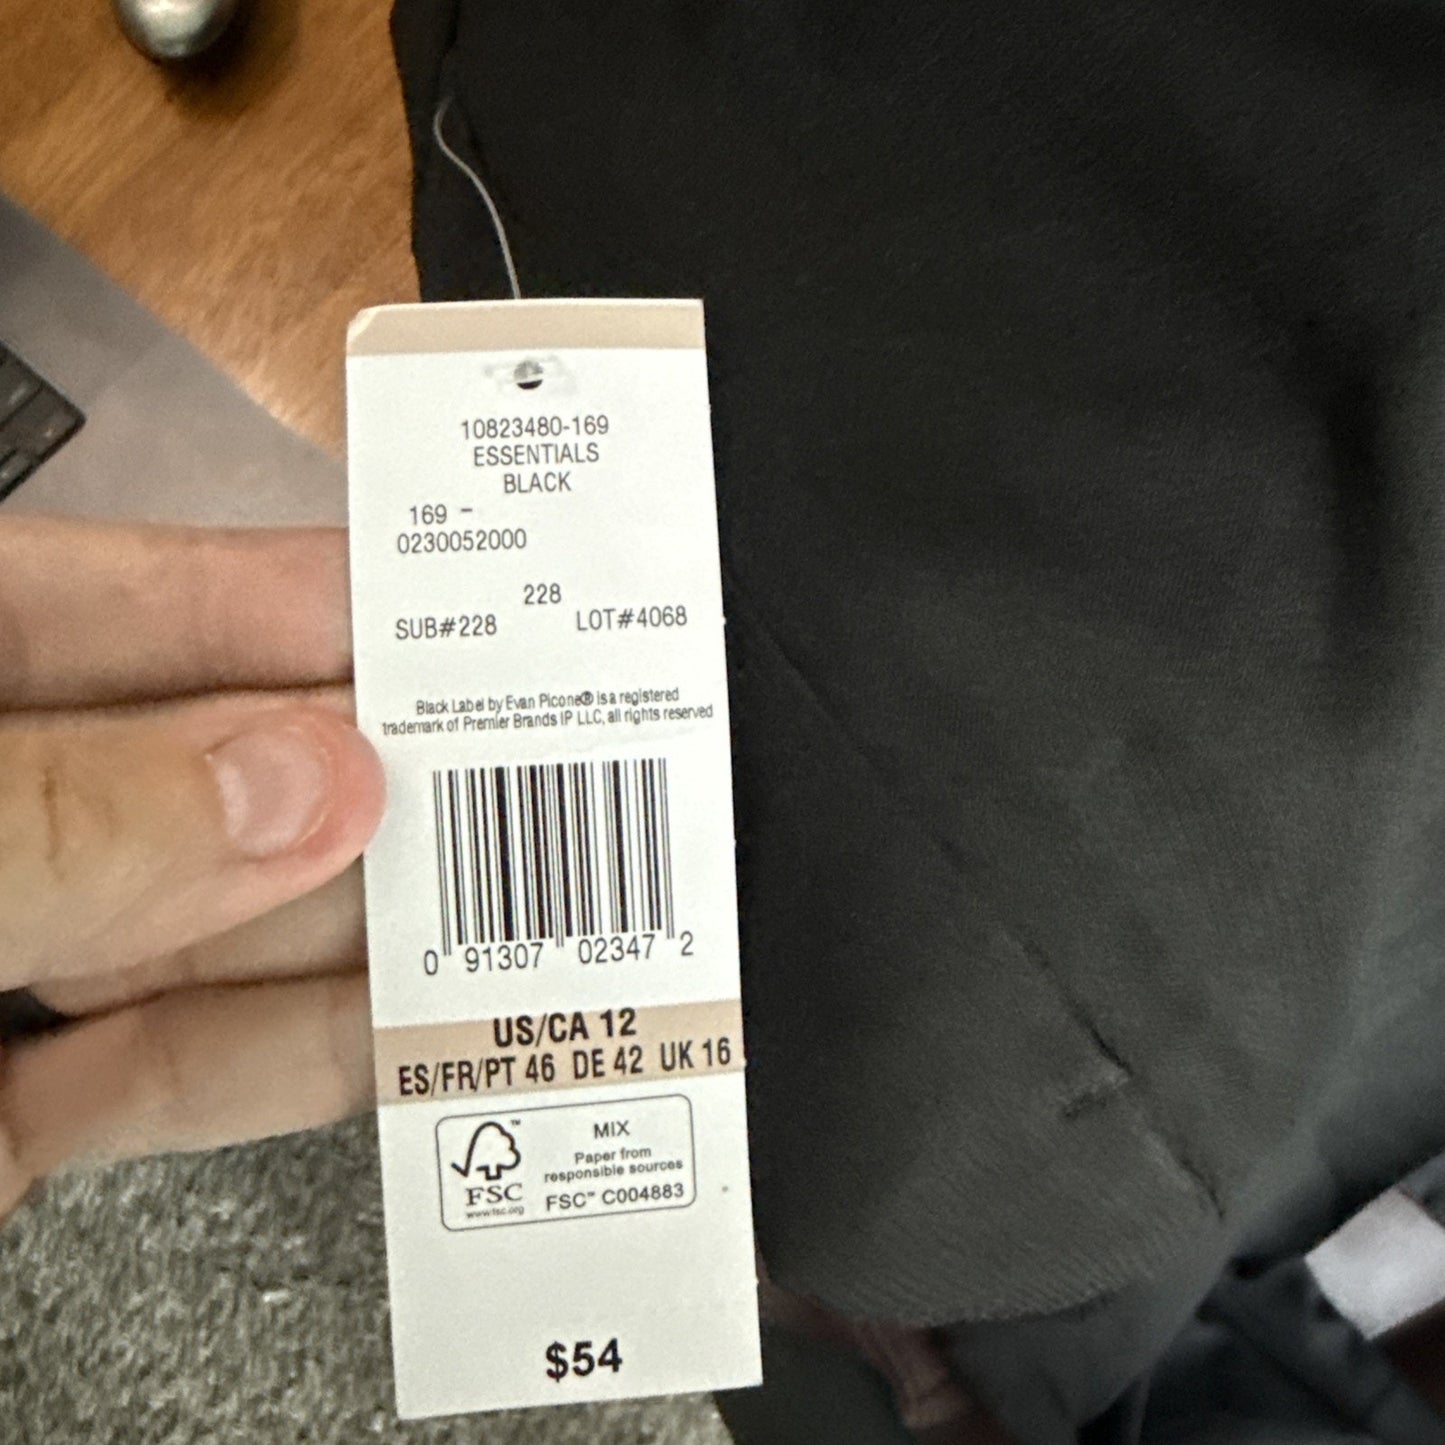 10823480-169
ESSENTIALS
BLACK
169 -
0230052000
228
SUB#228 LOT#4068
Black Label by Evan Picone® is a registered
trademark of Premier Brands IP LLC, all rights reserved
0 91307 02347 2
US/CA 12
ES/FR/PT 46 DE 42 UK 16
FSC
www.fsc.org
MIX
Paper from
responsible sources
FSC™ C004883
$54